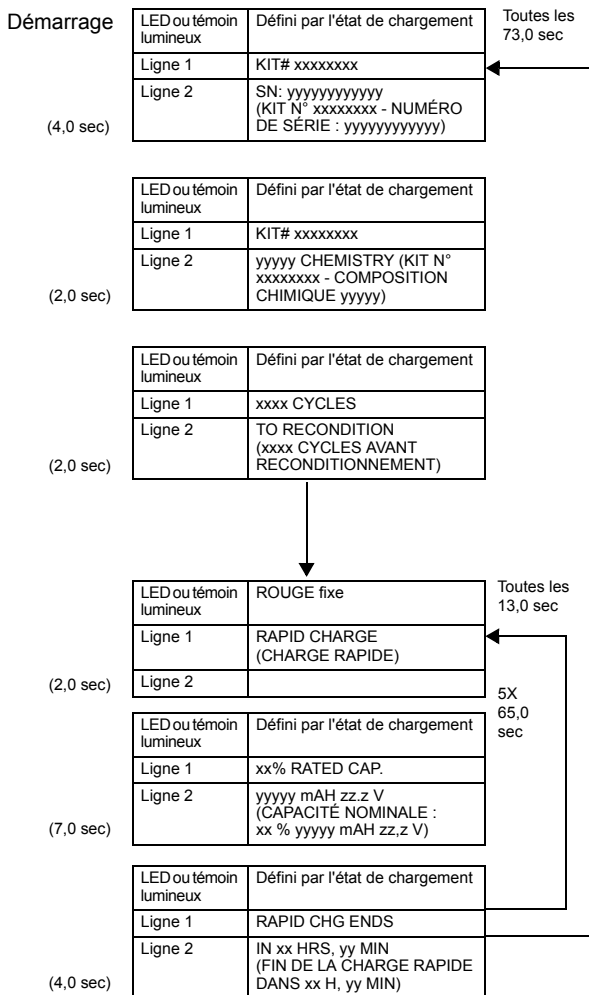 Démarrage
LED ou témoin lumineux
Défini par l'état de chargement
Toutes les
73,0 sec
Ligne 1
KIT# xxxxxxxx
Ligne 2
SN: yyyyyyyyyyyy
(KIT N° xxxxxxxx - NUMÉRO
DE SÉRIE : yyyyyyyyyyyy)
(4,0 sec)
LED ou témoin lumineux
Défini par l'état de chargement
Ligne 1
KIT# xxxxxxxx
Ligne 2
yyyyy CHEMISTRY (KIT N°
xxxxxxxx - COMPOSITION
CHIMIQUE yyyyy)
(2,0 sec)
LED ou témoin lumineux
Défini par l'état de chargement
Ligne 1
xxxx CYCLES
Ligne 2
TO RECONDITION
(xxxx CYCLES AVANT
RECONDITIONNEMENT)
(2,0 sec)
LED ou témoin lumineux
ROUGE fixe
Toutes les
13,0 sec
Ligne 1
RAPID CHARGE
(CHARGE RAPIDE)
Ligne 2
(2,0 sec)
5X
65,0
sec
LED ou témoin lumineux
Défini par l'état de chargement
Ligne 1
xx% RATED CAP.
Ligne 2
yyyyy mAH zz.z V
(CAPACITÉ NOMINALE :
xx % yyyyy mAH zz,z V)
(7,0 sec)
LED ou témoin lumineux
Défini par l'état de chargement
Ligne 1
RAPID CHG ENDS
Ligne 2
IN xx HRS, yy MIN
(FIN DE LA CHARGE RAPIDE
DANS xx H, yy MIN)
(4,0 sec)